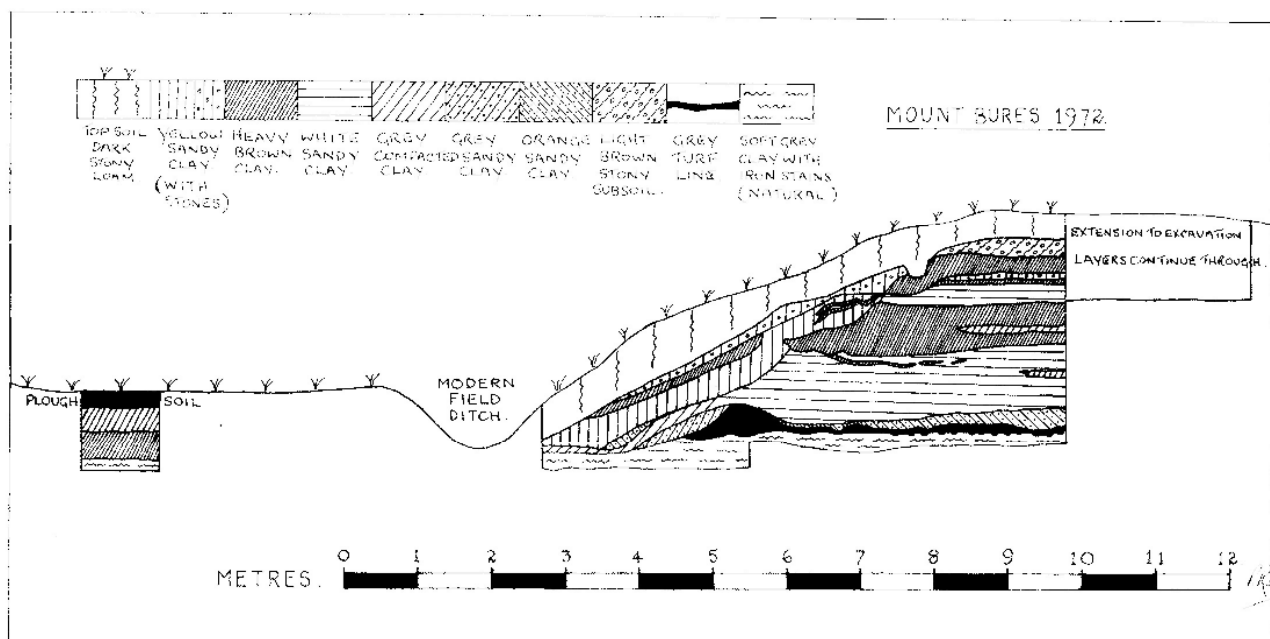 MOUNT BURES 1972
TOP SOIL
DARK
STONY
LOAM
YELLOW
SANDY
CLAY
(WITH
STONES)
HEAVY
BROWN
CLAY.
WHITE
SANDY
CLAY.
GREY
COMPACTED
CLAY
GREY
SANDY
CLAY.
ORANGE
SANDY
CLAY
LIGHT
BROWN
STONY
SUBSOIL.
GREY
TURF
LINE
SOFT GREY
CLAY WITH
IRON STAINS
(NATURAL)
EXTENSION TO EXCAVATION
LAYERS CONTINUE THROUGH.
PLOUGH SOIL
MODERN
FIELD
DITCH.
METRES. 0 1 2 3 4 5 6 7 8 9 10 11 12